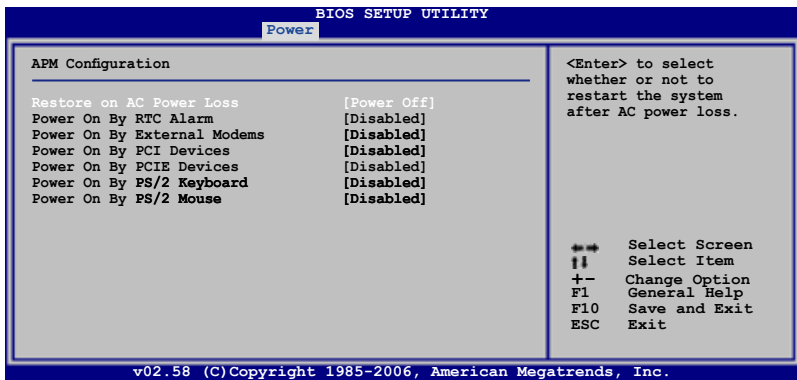 BIOS SETUP UTILITY
Power
APM Configuration
Restore on AC Power Loss [Power Off]
Power On By RTC Alarm [Disabled]
Power On By External Modems [Disabled]
Power On By PCI Devices [Disabled]
Power On By PCIE Devices [Disabled]
Power On By PS/2 Keyboard [Disabled]
Power On By PS/2 Mouse [Disabled]
<Enter> to select
whether or not to
restart the system
after AC power loss.
←→ Select Screen
↑↓ Select Item
+- Change Option
F1 General Help
F10 Save and Exit
ESC Exit
v02.58 (C)Copyright 1985-2006, American Megatrends, Inc.